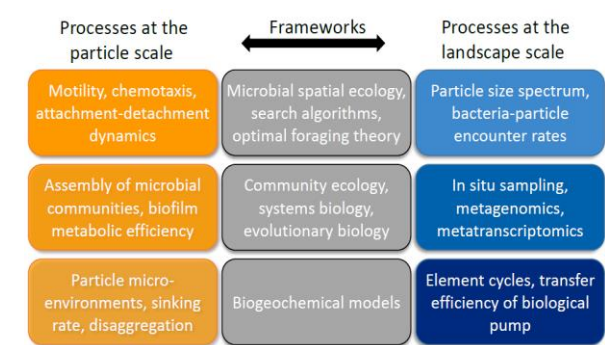 Processes at the
particle scale
Frameworks
Processes at the
landscape scale
Motility, chemotaxis,
attachment-detachment
dynamics
Microbial spatial ecology,
search algorithms,
optimal foraging theory
Particle size spectrum,
bacteria-particle
encounter rates
Assembly of microbial
communities, biofilm
metabolic efficiency
Community ecology,
systems biology,
evolutionary biology
In situ sampling,
metagenomics,
metatranscriptomics
Particle micro-
environments, sinking
rate, disaggregation
Biogeochemical models
Element cycles, transfer
efficiency of biological
pump